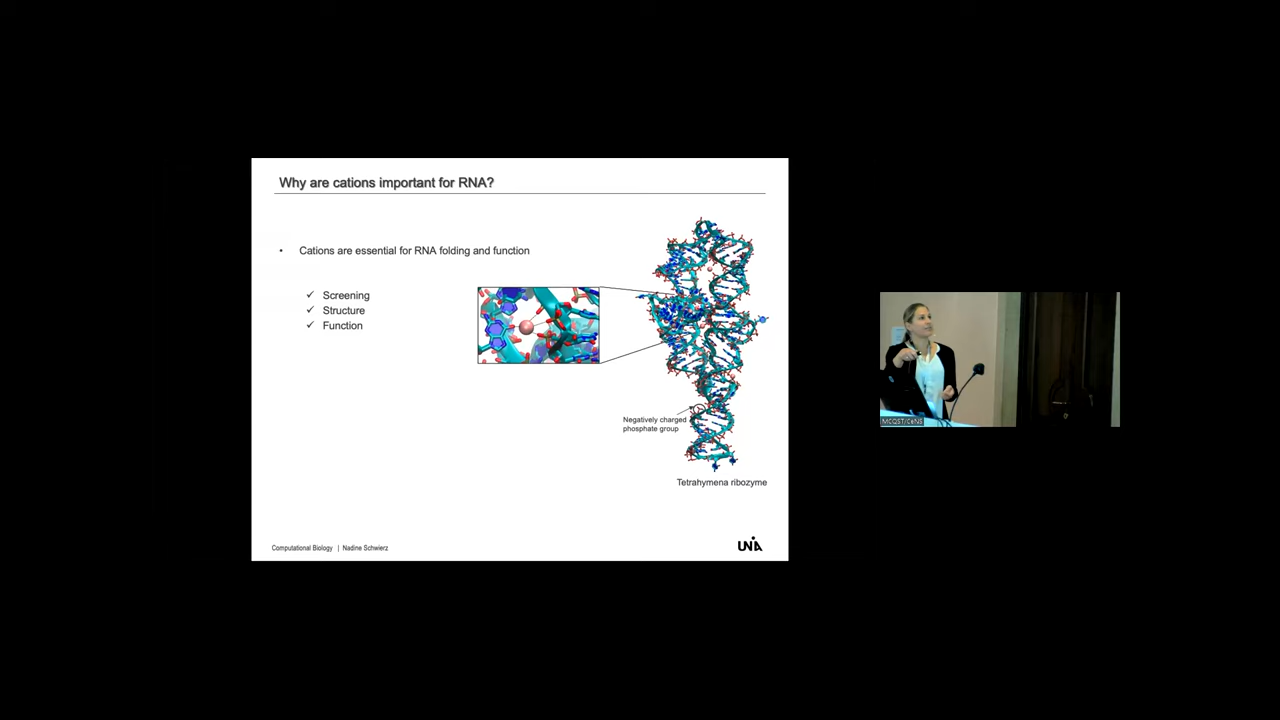 Why are cations important for RNA?
• Cations are essential for RNA folding and function
✓ Screening
✓ Structure
✓ Function
Negatively charged
phosphate group
Tetrahymena ribozyme
Computational Biology | Nadine Schwierz
UNIA
MCQST/CeNS